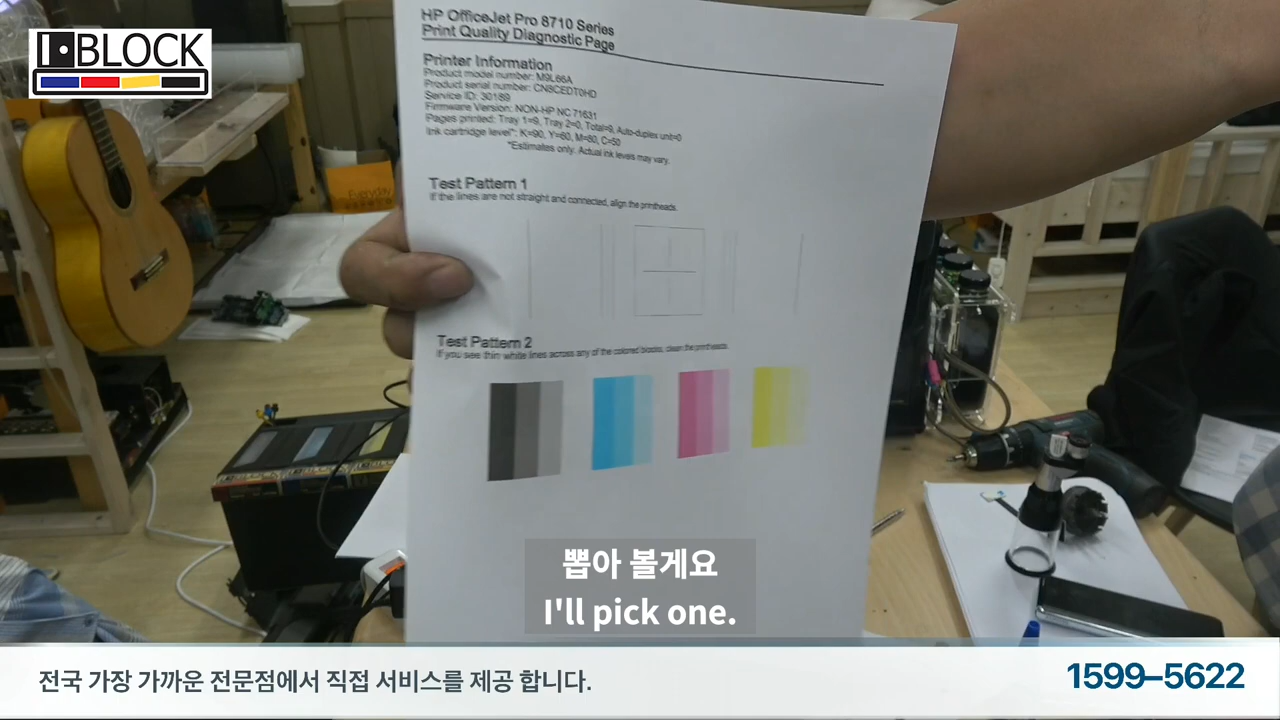 BLOCK
HP OfficeJet Pro 8710 Series
Print Quality Diagnostic Page
Printer Information
Product model number: M9L66A
Product serial number: CN8CEDT0HD
Service ID: 30189
Firmware Version: NON-HP NC 71631
Pages printed: Tray 1=9, Tray 2=0, Total=9, Auto-duplex unit=0
Ink cartridge level*: K=90, Y=60, M=80, C=50
*Estimates only. Actual ink levels may vary.
Test Pattern 1
If the lines are not straight and connected, align the printheads.
Test Pattern 2
If you see thin white lines across any of the colored blocks, clean the printheads.
Everyday
뽑아 볼게요
I'll pick one.
전국 가장 가까운 전문점에서 직접 서비스를 제공 합니다.
1599–5622